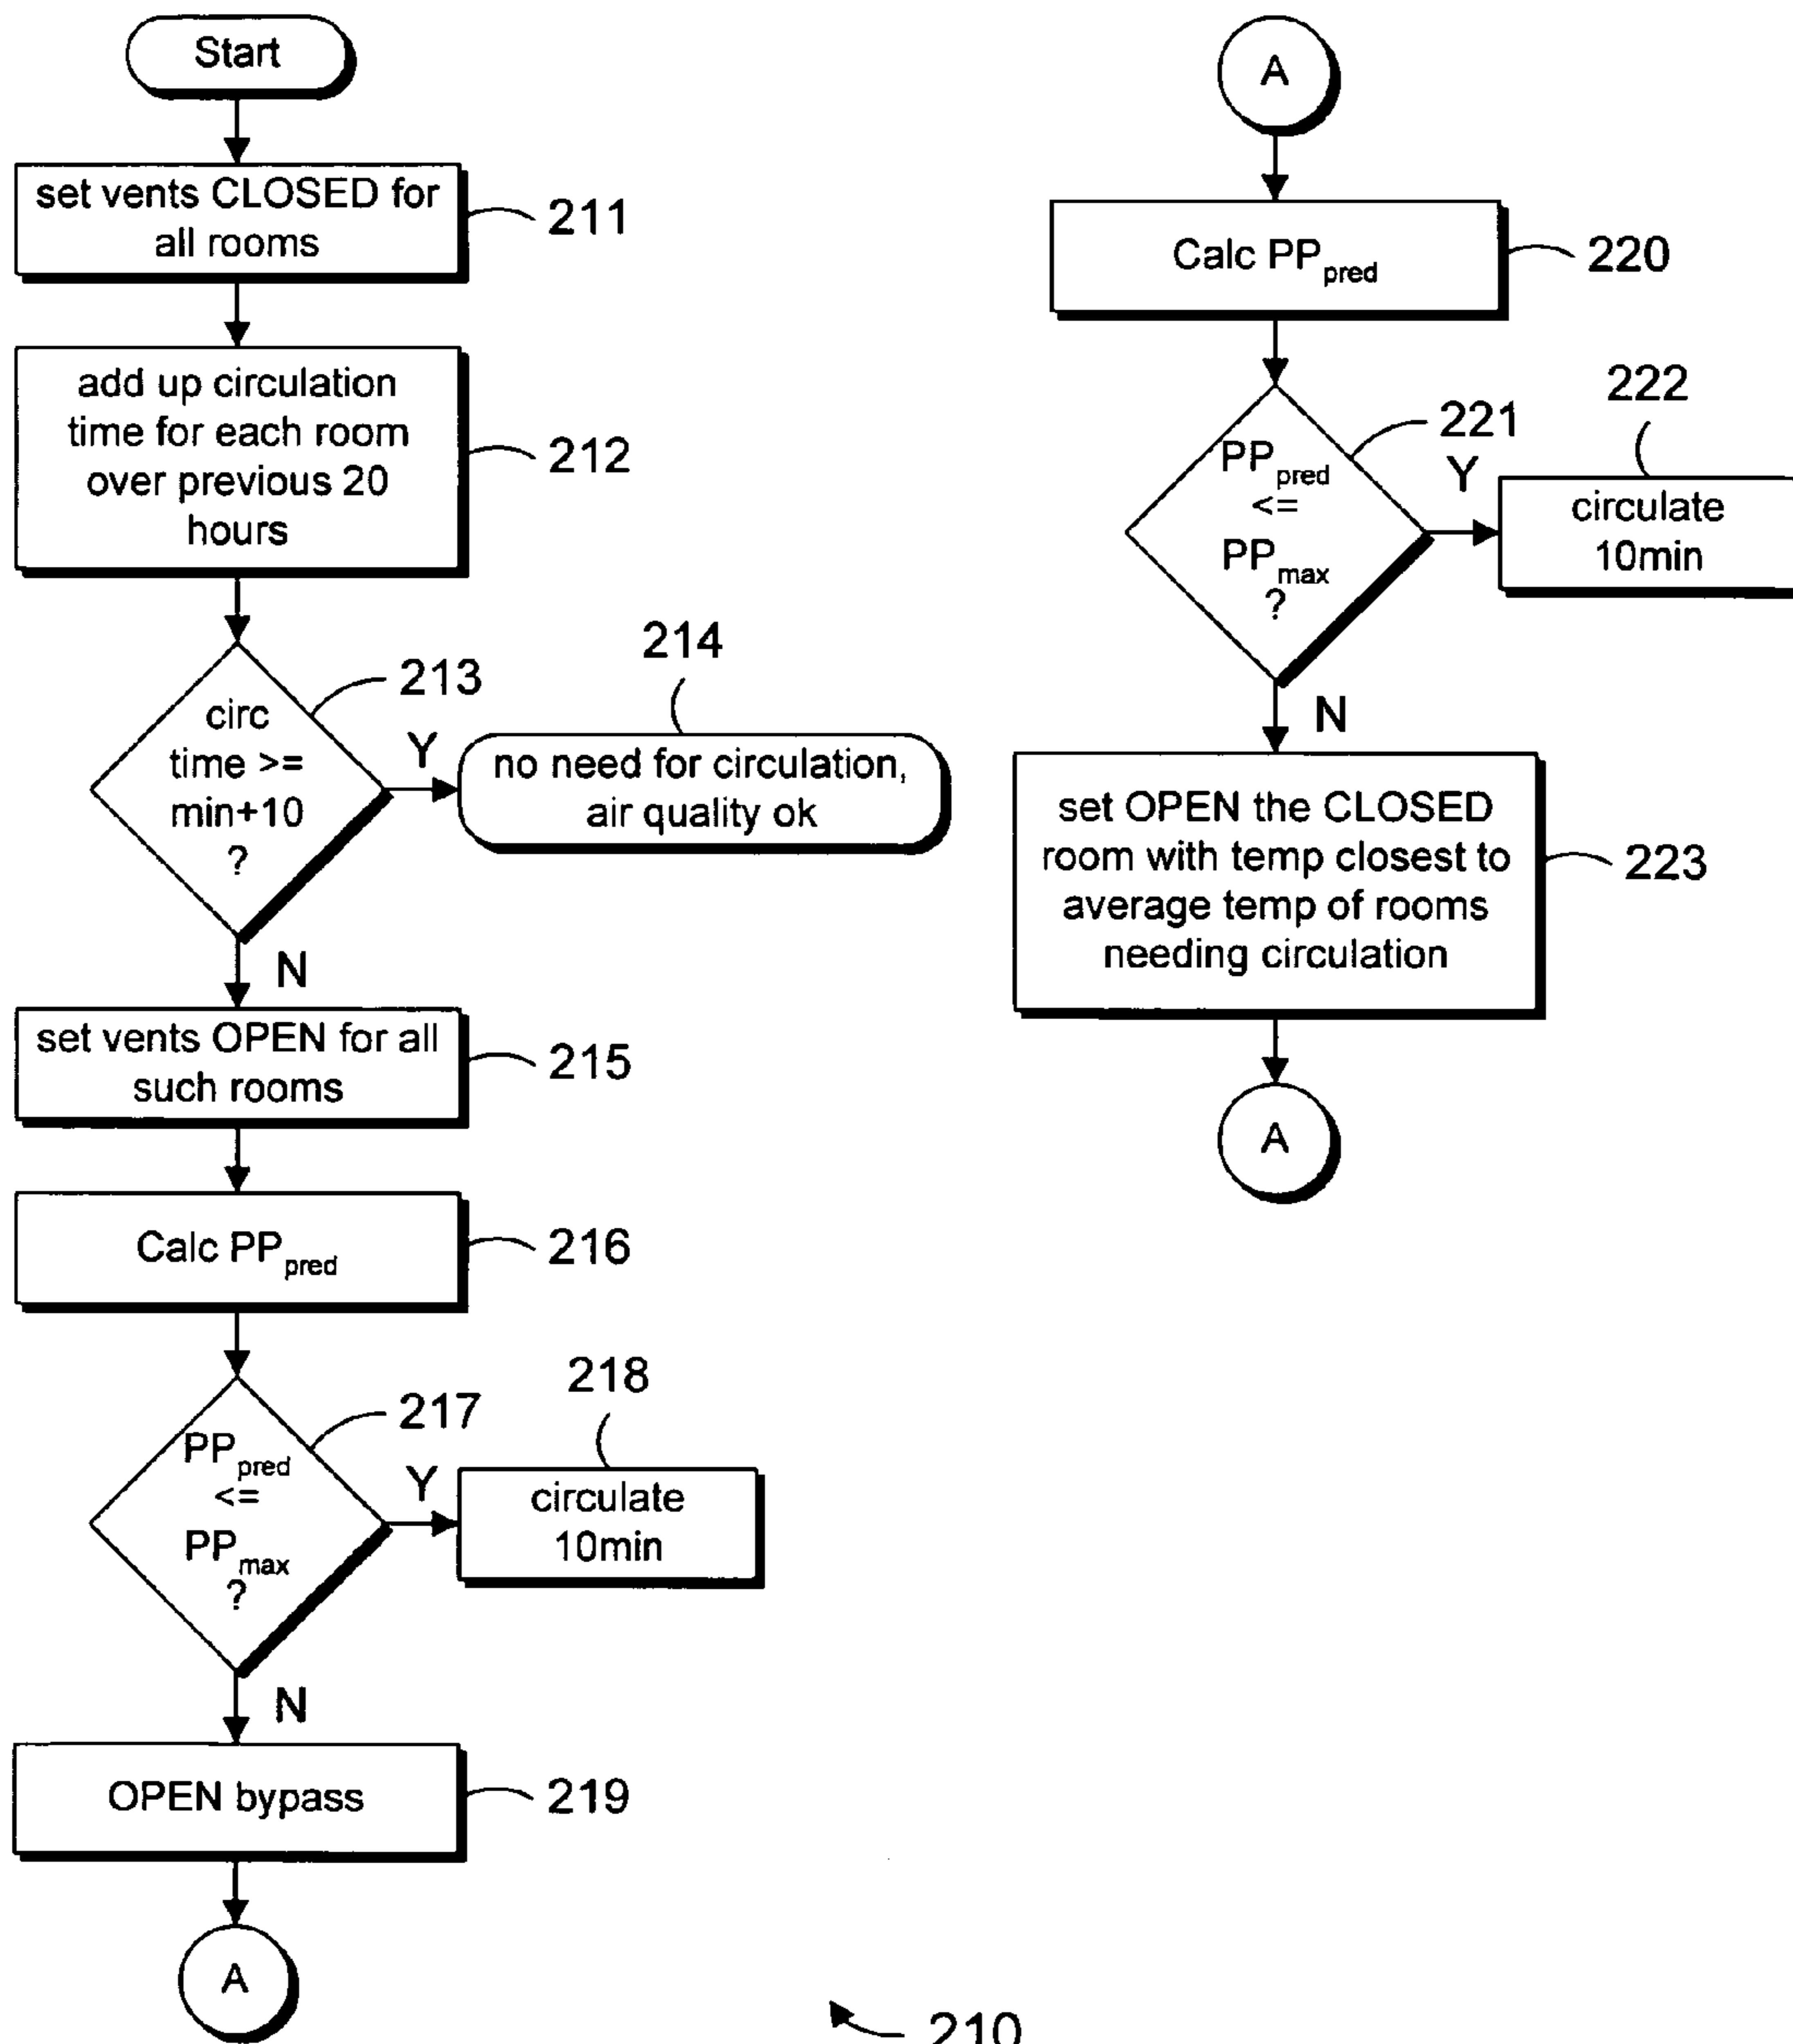 Start
set vents CLOSED for
all rooms
211
add up circulation
time for each room
over previous 20
hours
212
circ
time >=
min+10
?
213
Y
214
no need for circulation,
air quality ok
N
set vents OPEN for all
such rooms
215
Calc PPpred
216
PPpred
<=
PPmax
?
217
Y
218
circulate
10min
N
OPEN bypass
219
A
A
Calc PPpred
220
PPpred
<=
PPmax
?
221
Y
222
circulate
10min
N
set OPEN the CLOSED
room with temp closest to
average temp of rooms
needing circulation
223
A
210